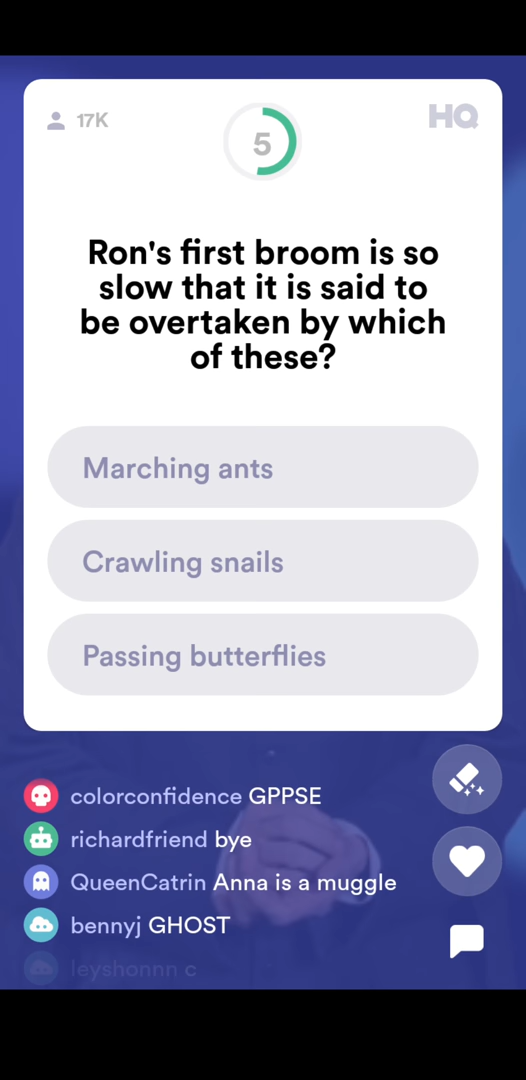 17K
5
HQ
Ron's first broom is so
slow that it is said to
be overtaken by which
of these?
Marching ants
Crawling snails
Passing butterflies
colorconfidence GPPSE
richardfriend bye
QueenCatrin Anna is a muggle
bennyj GHOST
leyshonnn c